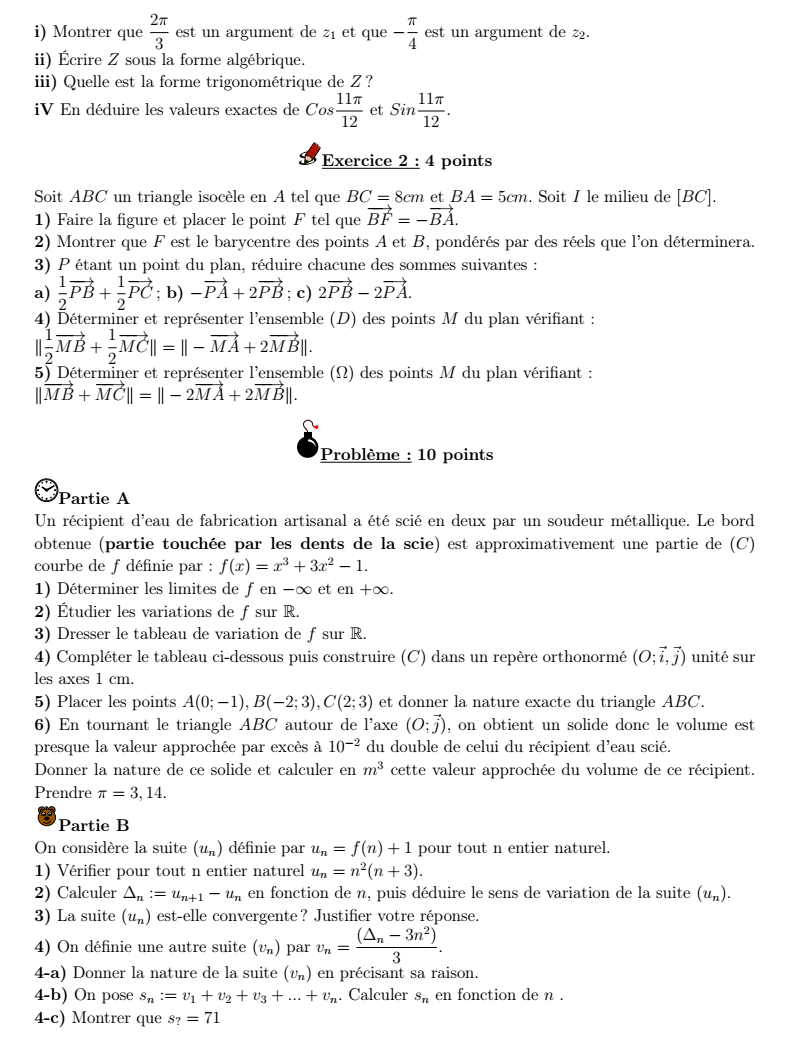 i) Montrer que 2π/3 est un argument de z₁ et que −π/4 est un argument de z₂.
ii) Écrire Z sous la forme algébrique.
iii) Quelle est la forme trigonométrique de Z ?
iV En déduire les valeurs exactes de Cos 11π/12 et Sin 11π/12.
Exercice 2 : 4 points
Soit ABC un triangle isocèle en A tel que BC = 8cm et BA = 5cm. Soit I le milieu de [BC].
1) Faire la figure et placer le point F tel que \overrightarrow{BF} = −\overrightarrow{BA}.
2) Montrer que F est le barycentre des points A et B, pondérés par des réels que l'on déterminera.
3) P étant un point du plan, réduire chacune des sommes suivantes :
a) 1/2 \overrightarrow{PB} + 1/2 \overrightarrow{PC} ; b) −\overrightarrow{PA} + 2\overrightarrow{PB} ; c) 2\overrightarrow{PB} − 2\overrightarrow{PA}.
4) Déterminer et représenter l'ensemble (D) des points M du plan vérifiant :
‖1/2 \overrightarrow{MB} + 1/2 \overrightarrow{MC}‖ = ‖ − \overrightarrow{MA} + 2\overrightarrow{MB}‖.
5) Déterminer et représenter l'ensemble (Ω) des points M du plan vérifiant :
‖\overrightarrow{MB} + \overrightarrow{MC}‖ = ‖ − 2\overrightarrow{MA} + 2\overrightarrow{MB}‖.
Problème : 10 points
Partie A
Un récipient d'eau de fabrication artisanal a été scié en deux par un soudeur métallique. Le bord
obtenue (partie touchée par les dents de la scie) est approximativement une partie de (C)
courbe de f définie par : f(x) = x³ + 3x² − 1.
1) Déterminer les limites de f en −∞ et en +∞.
2) Étudier les variations de f sur ℝ.
3) Dresser le tableau de variation de f sur ℝ.
4) Compléter le tableau ci-dessous puis construire (C) dans un repère orthonormé (O; \vec{i}, \vec{j}) unité sur
les axes 1 cm.
5) Placer les points A(0; −1), B(−2; 3), C(2; 3) et donner la nature exacte du triangle ABC.
6) En tournant le triangle ABC autour de l'axe (O; \vec{j}), on obtient un solide donc le volume est
presque la valeur approchée par excès à 10⁻² du double de celui du récipient d'eau scié.
Donner la nature de ce solide et calculer en m³ cette valeur approchée du volume de ce récipient.
Prendre π = 3, 14.
Partie B
On considère la suite (uₙ) définie par uₙ = f(n) + 1 pour tout n entier naturel.
1) Vérifier pour tout n entier naturel uₙ = n²(n + 3).
2) Calculer Δₙ := uₙ₊₁ − uₙ en fonction de n, puis déduire le sens de variation de la suite (uₙ).
3) La suite (uₙ) est-elle convergente ? Justifier votre réponse.
4) On définie une autre suite (vₙ) par vₙ = (Δₙ − 3n²)/3.
4-a) Donner la nature de la suite (vₙ) en précisant sa raison.
4-b) On pose sₙ := v₁ + v₂ + v₃ + ... + vₙ. Calculer sₙ en fonction de n .
4-c) Montrer que s_? = 71